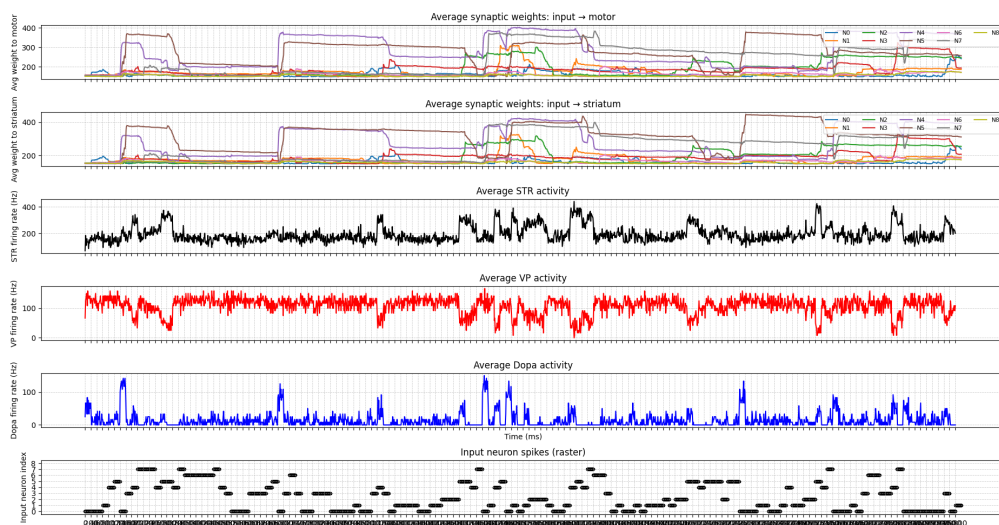 Average synaptic weights: input → motor
Avg weight to motor
400
300
200
N0 N2 N4 N6 N8
N1 N3 N5 N7
Average synaptic weights: input → striatum
Avg weight to striatum
400
200
N0 N2 N4 N6 N8
N1 N3 N5 N7
Average STR activity
STR firing rate (Hz)
400
200
Average VP activity
VP firing rate (Hz)
100
0
Average Dopa activity
Dopa firing rate (Hz)
100
0
Time (ms)
Input neuron spikes (raster)
Input neuron index
8
7
6
5
4
3
2
1
0